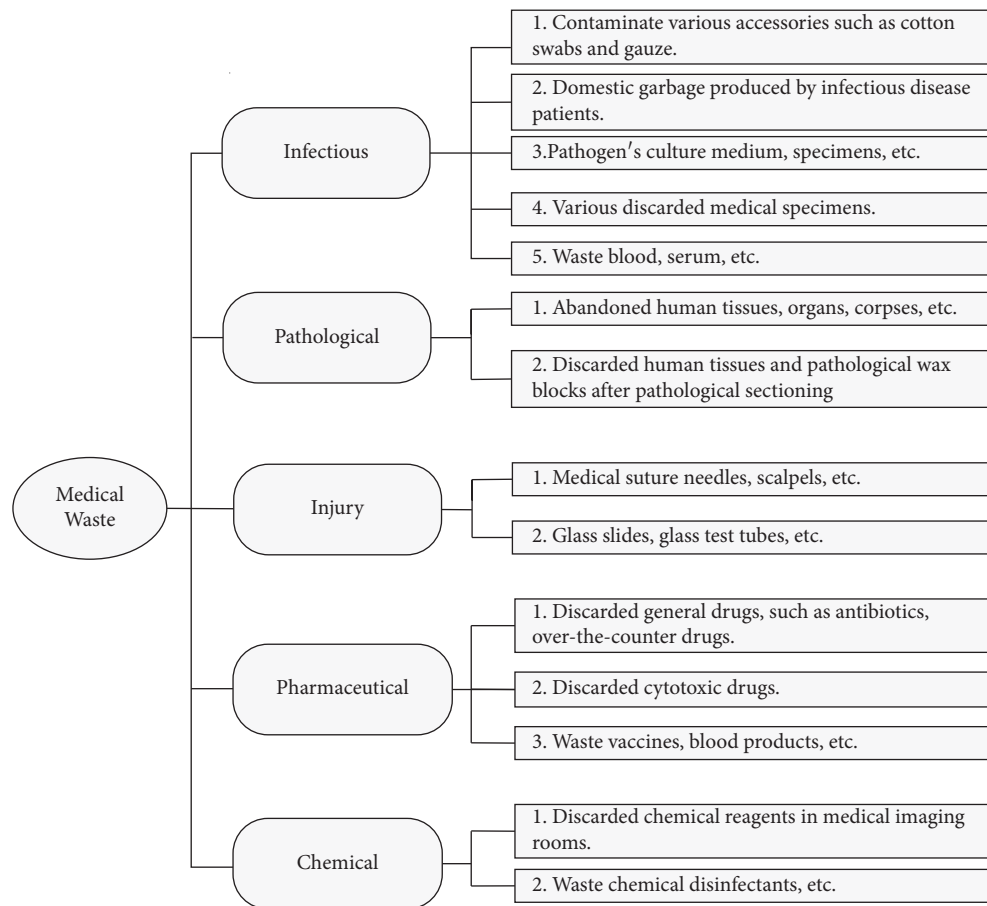 Medical
Waste
Infectious
1. Contaminate various accessories such as cotton
swabs and gauze.
2. Domestic garbage produced by infectious disease
patients.
3.Pathogen′s culture medium, specimens, etc.
4. Various discarded medical specimens.
5. Waste blood, serum, etc.
Pathological
1. Abandoned human tissues, organs, corpses, etc.
2. Discarded human tissues and pathological wax
blocks after pathological sectioning
Injury
1. Medical suture needles, scalpels, etc.
2. Glass slides, glass test tubes, etc.
Pharmaceutical
1. Discarded general drugs, such as antibiotics,
over-the-counter drugs.
2. Discarded cytotoxic drugs.
3. Waste vaccines, blood products, etc.
Chemical
1. Discarded chemical reagents in medical imaging
rooms.
2. Waste chemical disinfectants, etc.